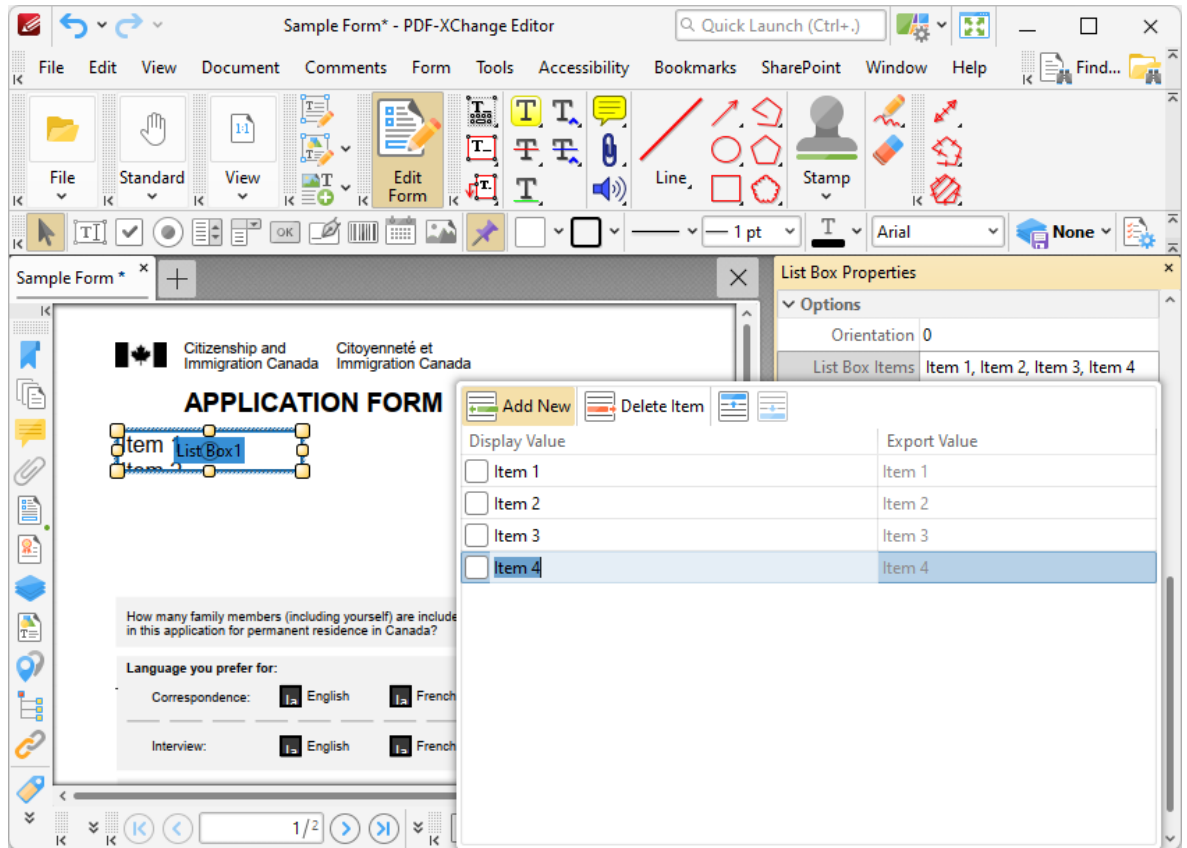 Sample Form* - PDF-XChange Editor
Quick Launch (Ctrl+.)
File Edit View Document Comments Form Tools Accessibility Bookmarks SharePoint Window Help Find...
1:1
File Standard View Edit Form Line Stamp
OK 1 pt T Arial None
Sample Form *
List Box Properties
Options
Orientation 0
List Box Items Item 1, Item 2, Item 3, Item 4
Citizenship and Immigration Canada
Citoyenneté et Immigration Canada
APPLICATION FORM
Item
List Box1
Add New Delete Item
Display Value Export Value
Item 1 Item 1
Item 2 Item 2
Item 3 Item 3
Item 4 Item 4
How many family members (including yourself) are include
in this application for permanent residence in Canada?
Language you prefer for:
Correspondence: English French
Interview: English French
1/2